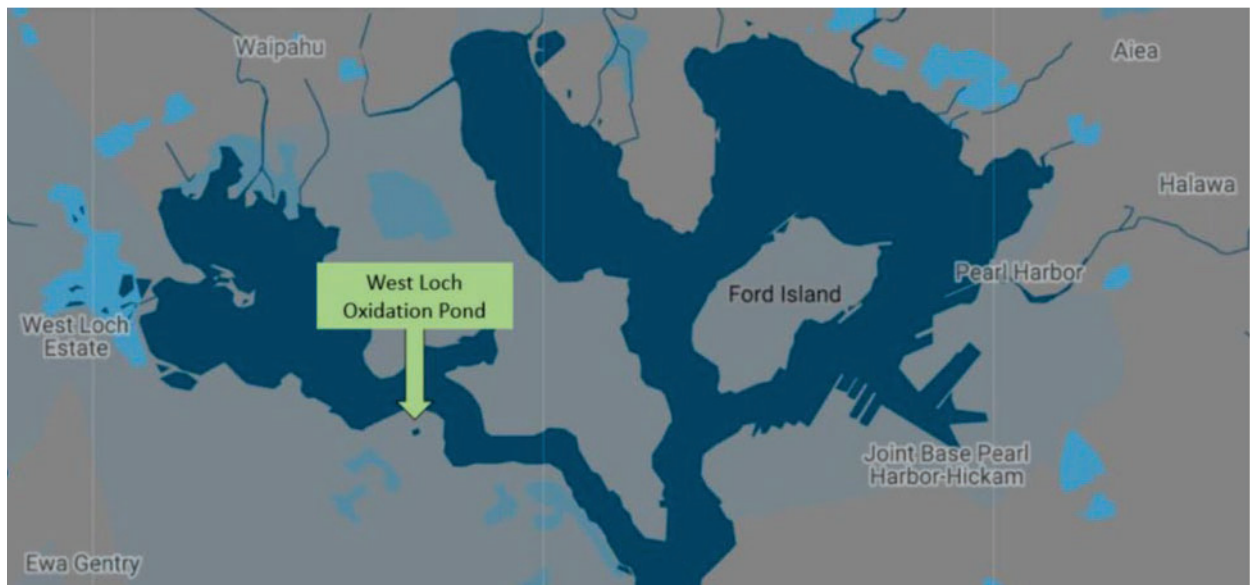 Waipahu
Aiea
Halawa
West Loch
Oxidation Pond
Pearl Harbor
Ford Island
West Loch
Estate
Joint Base Pearl
Harbor-Hickam
Ewa Gentry